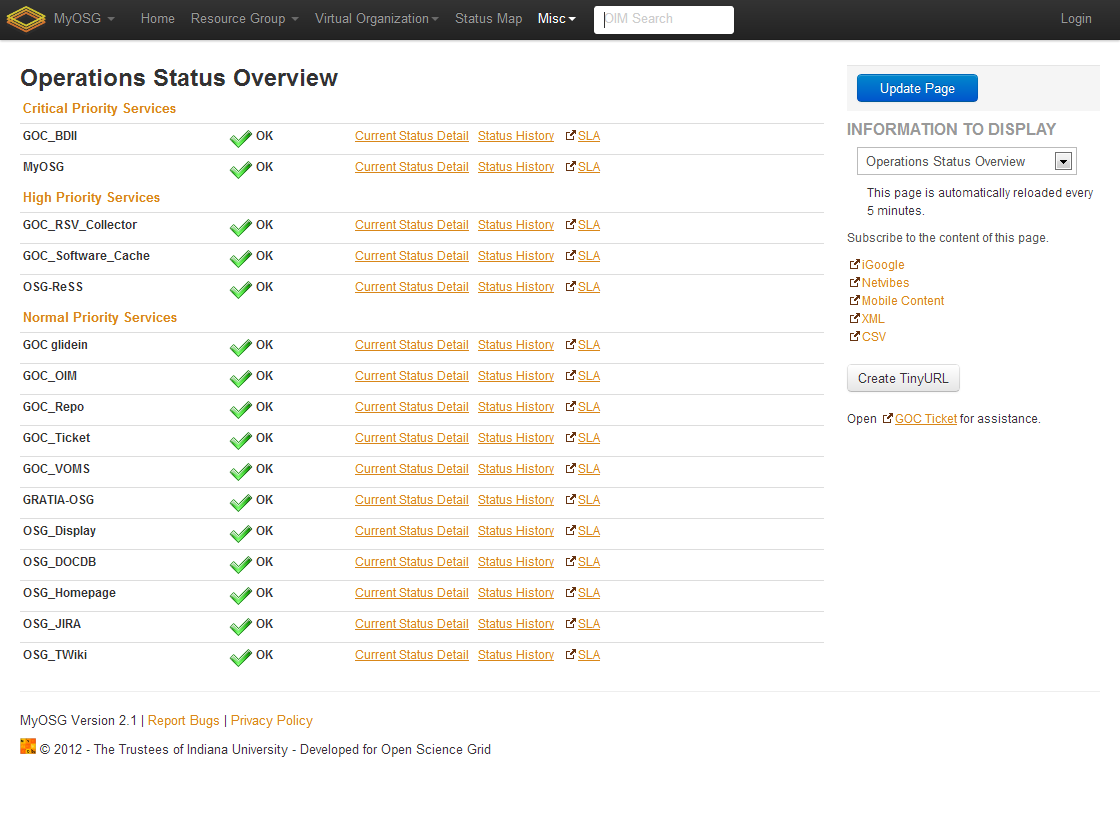 MyOSG Home Resource Group Virtual Organization Status Map Misc OIM Search Login
Operations Status Overview
Critical Priority Services
GOC_BDII OK Current Status Detail Status History SLA
MyOSG OK Current Status Detail Status History SLA
High Priority Services
GOC_RSV_Collector OK Current Status Detail Status History SLA
GOC_Software_Cache OK Current Status Detail Status History SLA
OSG-ReSS OK Current Status Detail Status History SLA
Normal Priority Services
GOC glidein OK Current Status Detail Status History SLA
GOC_OIM OK Current Status Detail Status History SLA
GOC_Repo OK Current Status Detail Status History SLA
GOC_Ticket OK Current Status Detail Status History SLA
GOC_VOMS OK Current Status Detail Status History SLA
GRATIA-OSG OK Current Status Detail Status History SLA
OSG_Display OK Current Status Detail Status History SLA
OSG_DOCDB OK Current Status Detail Status History SLA
OSG_Homepage OK Current Status Detail Status History SLA
OSG_JIRA OK Current Status Detail Status History SLA
OSG_TWiki OK Current Status Detail Status History SLA
Update Page
INFORMATION TO DISPLAY
Operations Status Overview
This page is automatically reloaded every
5 minutes.
Subscribe to the content of this page.
iGoogle
Netvibes
Mobile Content
XML
CSV
Create TinyURL
Open GOC Ticket for assistance.
MyOSG Version 2.1 | Report Bugs | Privacy Policy
© 2012 - The Trustees of Indiana University - Developed for Open Science Grid